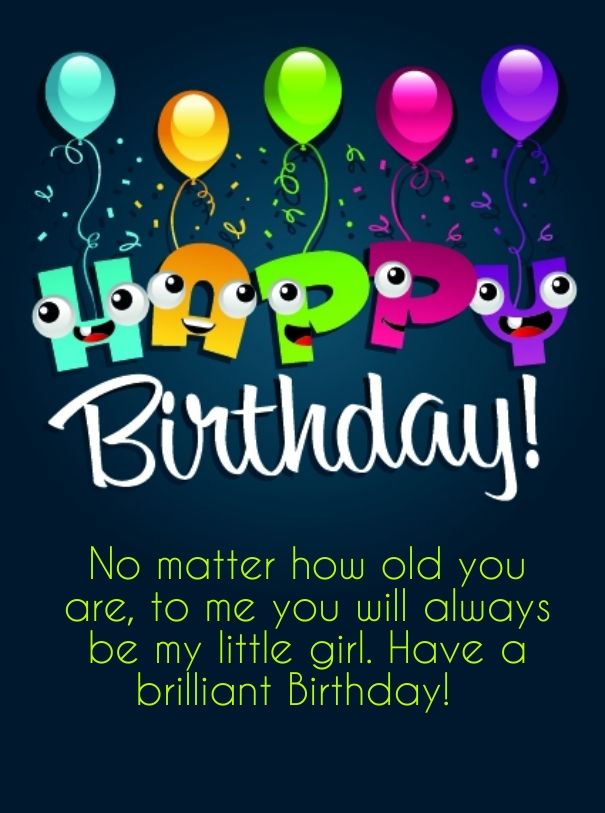 HAPPY
Birthday!
No matter how old you
are, to me you will always
be my little girl. Have a
brilliant Birthday!